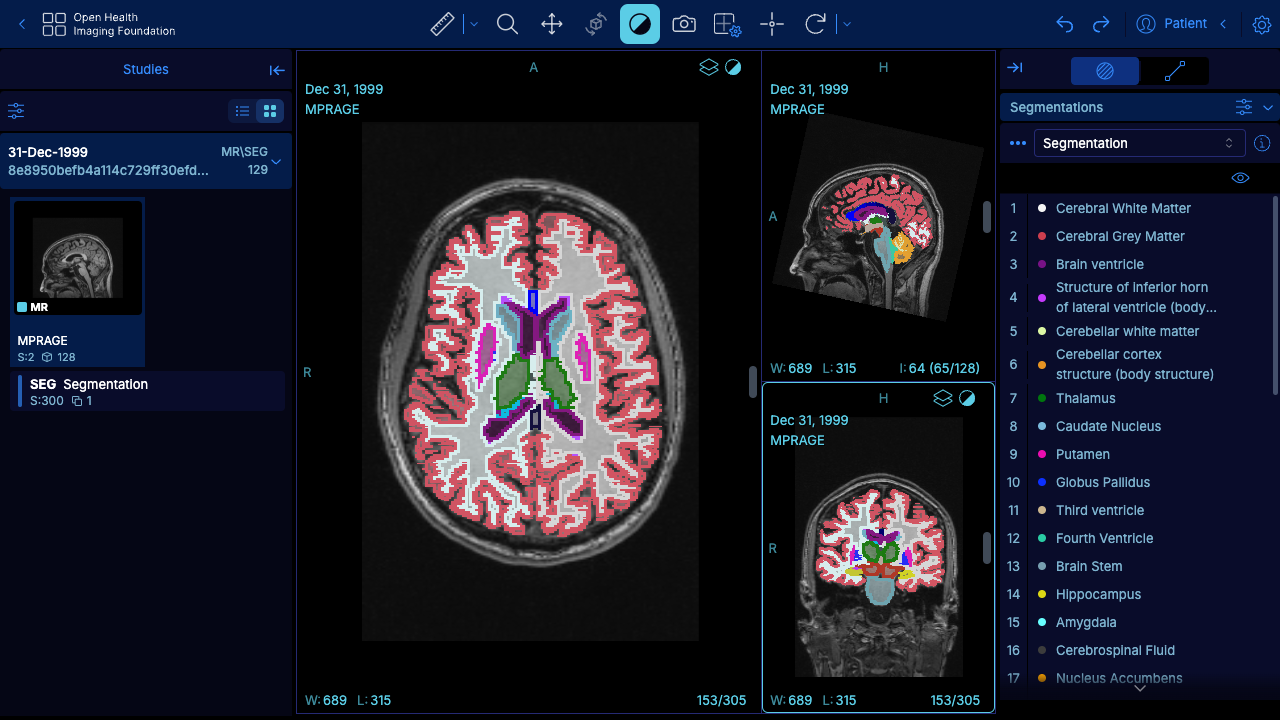 Open Health
Imaging Foundation
Patient
Studies
31-Dec-1999
MR\SEG
8e8950befb4a114c729ff30efd...
129
MR
MPRAGE
S:2 128
SEG Segmentation
S:300 1
A
Dec 31, 1999
MPRAGE
R
W: 689 L: 315
153/305
H
Dec 31, 1999
MPRAGE
A
W: 689 L: 315
I: 64 (65/128)
H
Dec 31, 1999
MPRAGE
R
W: 689 L: 315
153/305
Segmentations
Segmentation
1 Cerebral White Matter
2 Cerebral Grey Matter
3 Brain ventricle
4 Structure of inferior horn
of lateral ventricle (body...
5 Cerebellar white matter
6 Cerebellar cortex
structure (body structure)
7 Thalamus
8 Caudate Nucleus
9 Putamen
10 Globus Pallidus
11 Third ventricle
12 Fourth Ventricle
13 Brain Stem
14 Hippocampus
15 Amygdala
16 Cerebrospinal Fluid
17 Nucleus Accumbens